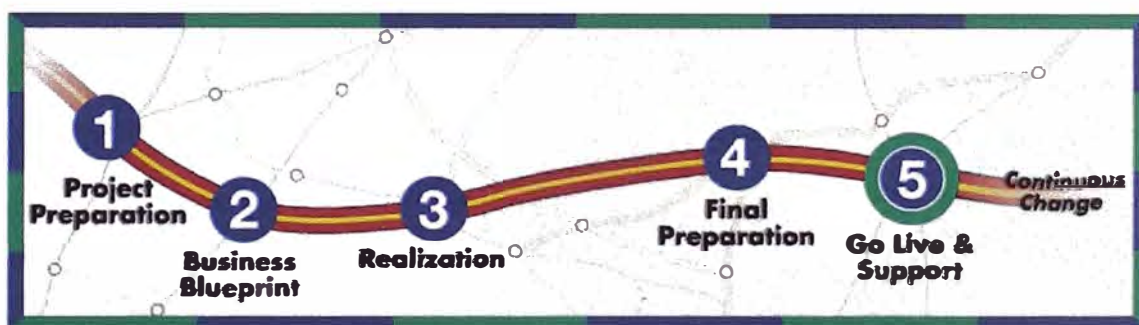 1
Project
Preparation
2
Business
Blueprint
3
Realization
4
Final
Preparation
5
Go Live &
Support
Continuous
Change